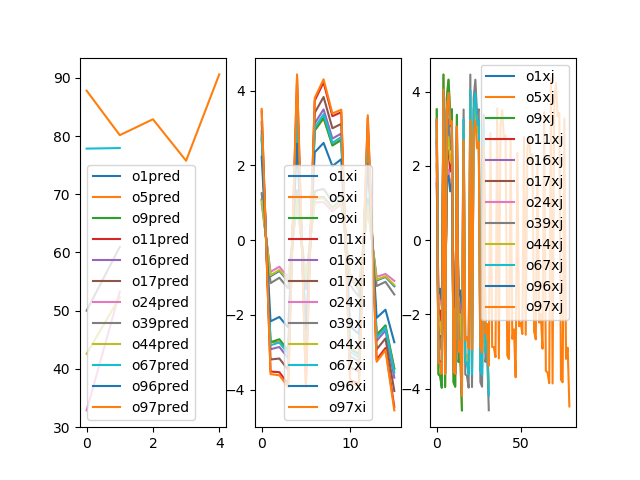 90
80
70
60
50
40
30
0
2
4
o1pred
o5pred
o9pred
o11pred
o16pred
o17pred
o24pred
o39pred
o44pred
o67pred
o96pred
o97pred
4
2
0
−2
−4
0
10
o1xi
o5xi
o9xi
o11xi
o16xi
o17xi
o24xi
o39xi
o44xi
o67xi
o96xi
o97xi
4
2
0
−2
−4
0
50
o1xj
o5xj
o9xj
o11xj
o16xj
o17xj
o24xj
o39xj
o44xj
o67xj
o96xj
o97xj